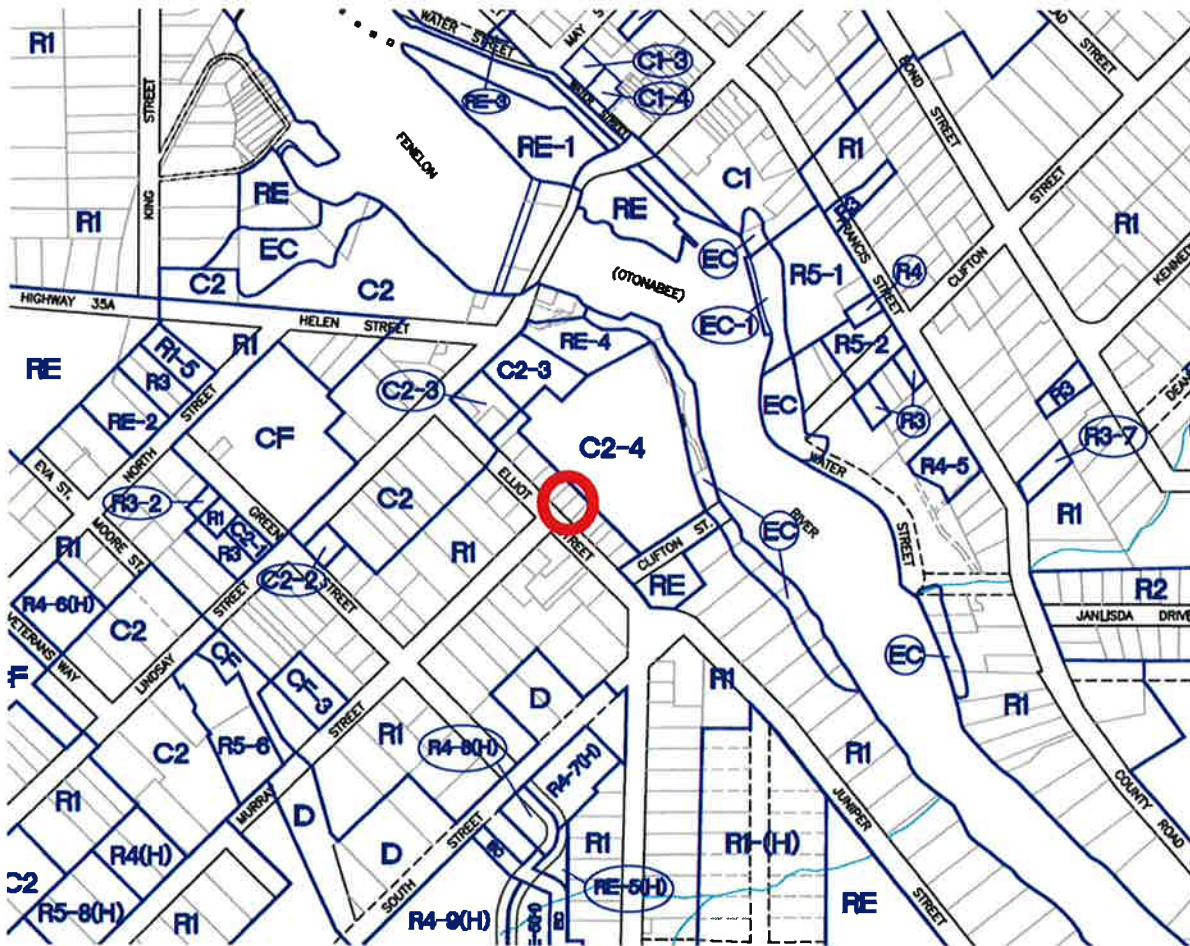 WATER STREET
MAY
R1
C1-3
C1-4
RE-3
STREET
BOND
STREET
STREET
KING
FENELON
RE-1
C1
R1
RE
RE
R3
STREET
R1
EC
(OTONABEE)
EC
R5-1
FRANCIS
R4
CLIFTON
R1
KENNEDY
C2
C2
HIGHWAY 35A
HELEN STREET
EC-1
STREET
RE
R1-5
R1
RE-4
R5-2
R3
C2-3
C2-3
RE-2
STREET
CF
C2-4
EC
R3
R3
DEANE
NORTH
EVA ST.
R3-7
C2
ELLIOT
WATER
R4-5
R3-2
R1
C2-1
GREEN
MOORE ST.
R3
R1
R1
STREET
CLIFTON ST.
EC
RIVER
R1
STREET
C2-2
STREET
RE
R2
R4-6(H)
C2
STREET
JANLISDA DRIVE
VETERANS WAY
LINDSAY
CF
CF-3
EC
F
R1
R1
D
STREET
R1
C2
R5-6
R1
R4-8(H)
R4-7(H)
R1
R1
MURRAY
D
STREET
JUNIPER
COUNTY
ROAD
R4(H)
D
R1
R1-(H)
C2
SOUTH
RE-5(H)
R5-8(H)
R1
R4-9(H)
RE
STREET